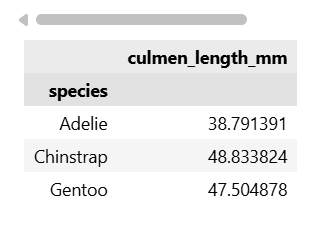 culmen_length_mm
species
Adelie 38.791391
Chinstrap 48.833824
Gentoo 47.504878